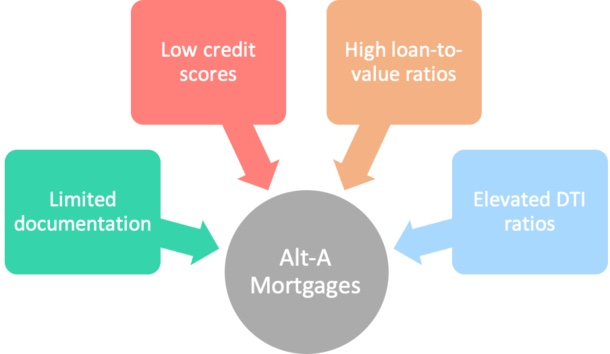 Low credit
scores
High loan-to-
value ratios
Limited
documentation
Elevated DTI
ratios
Alt-A
Mortgages